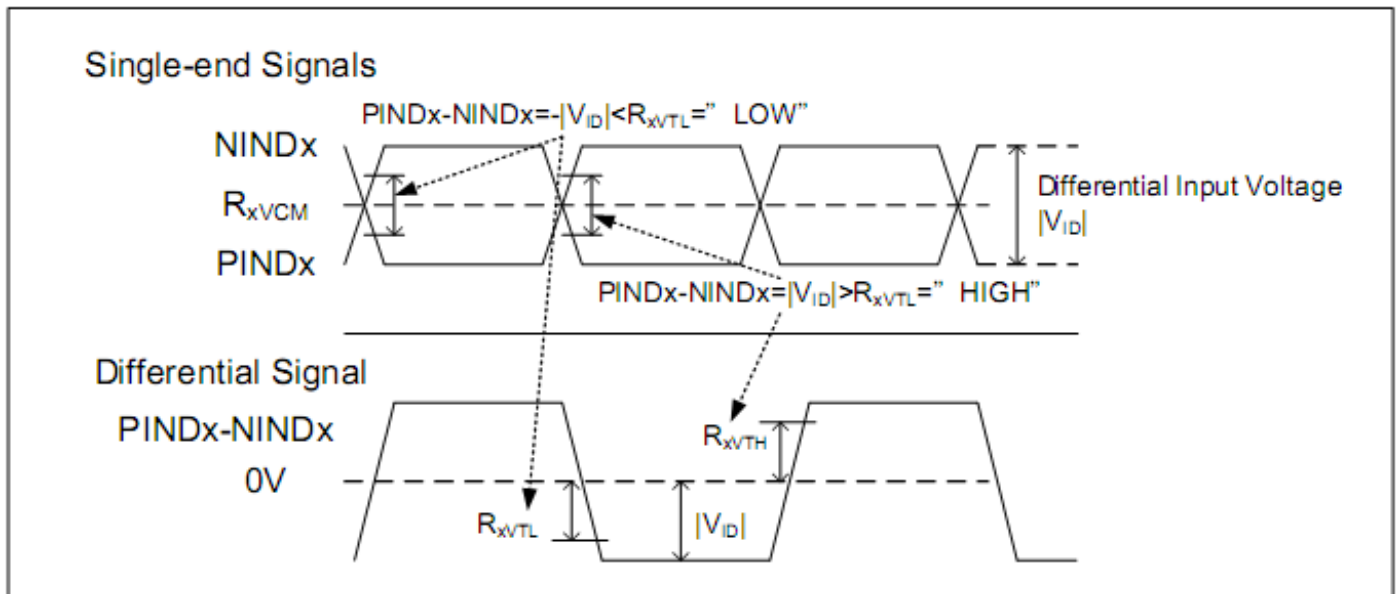 Single-end Signals
PINDx-NINDx=-|VID|<RxVTL=” LOW”
NINDx
RxVCM
PINDx
Differential Input Voltage
|VID|
PINDx-NINDx=|VID|>RxVTL=” HIGH”
Differential Signal
PINDx-NINDx
0V
RxVTH
RxVTL
|VID|